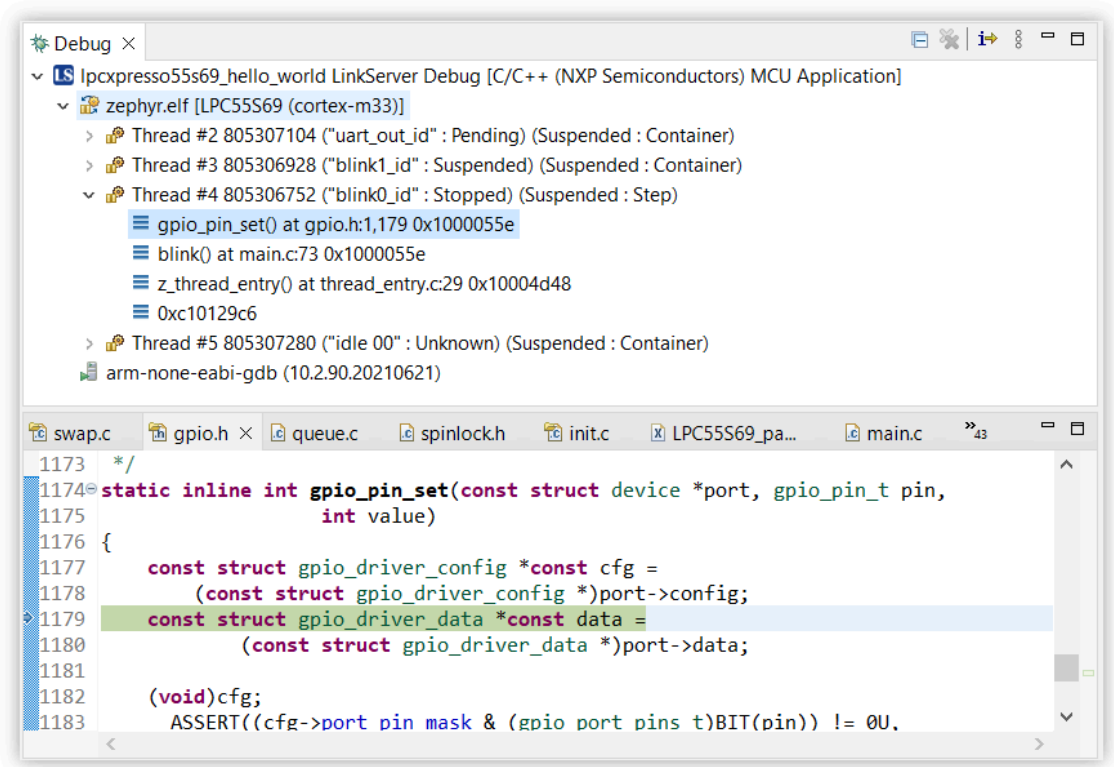 Debug
lpcxpresso55s69_hello_world LinkServer Debug [C/C++ (NXP Semiconductors) MCU Application]
zephyr.elf [LPC55S69 (cortex-m33)]
Thread #2 805307104 ("uart_out_id" : Pending) (Suspended : Container)
Thread #3 805306928 ("blink1_id" : Suspended) (Suspended : Container)
Thread #4 805306752 ("blink0_id" : Stopped) (Suspended : Step)
gpio_pin_set() at gpio.h:1,179 0x1000055e
blink() at main.c:73 0x1000055e
z_thread_entry() at thread_entry.c:29 0x10004d48
0xc10129c6
Thread #5 805307280 ("idle 00" : Unknown) (Suspended : Container)
arm-none-eabi-gdb (10.2.90.20210621)
swap.c gpio.h queue.c spinlock.h init.c LPC55S69_pa... main.c »43
1173 */
1174 static inline int gpio_pin_set(const struct device *port, gpio_pin_t pin,
1175 int value)
1176 {
1177 const struct gpio_driver_config *const cfg =
1178 (const struct gpio_driver_config *)port->config;
1179 const struct gpio_driver_data *const data =
1180 (const struct gpio_driver_data *)port->data;
1181
1182 (void)cfg;
1183 ASSERT((cfg->port_pin_mask & (gpio_port_pins_t)BIT(pin)) != 0U,